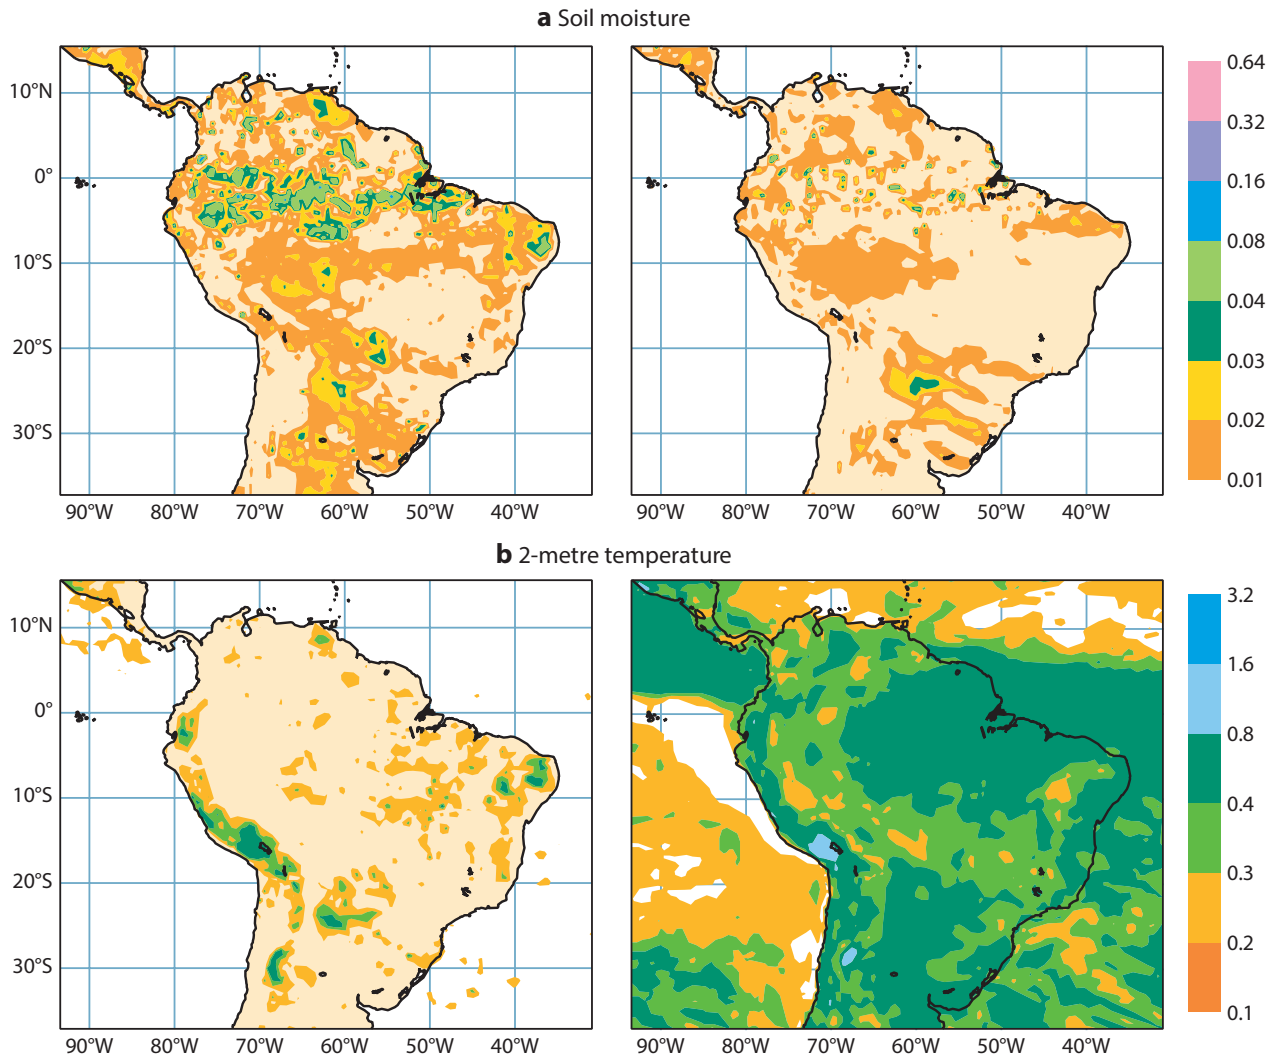 a Soil moisture
10°N
0°
10°S
20°S
30°S
90°W 80°W 70°W 60°W 50°W 40°W
90°W 80°W 70°W 60°W 50°W 40°W
0.64
0.32
0.16
0.08
0.04
0.03
0.02
0.01
b 2-metre temperature
10°N
0°
10°S
20°S
30°S
90°W 80°W 70°W 60°W 50°W 40°W
90°W 80°W 70°W 60°W 50°W 40°W
3.2
1.6
0.8
0.4
0.3
0.2
0.1